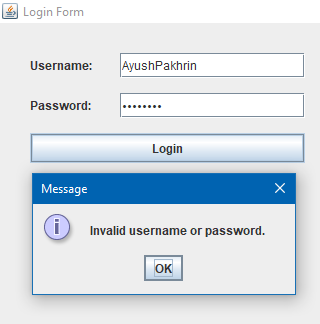 Login Form
Username: AyushPakhrin
Password: ••••••••
Login
Message
Invalid username or password.
OK